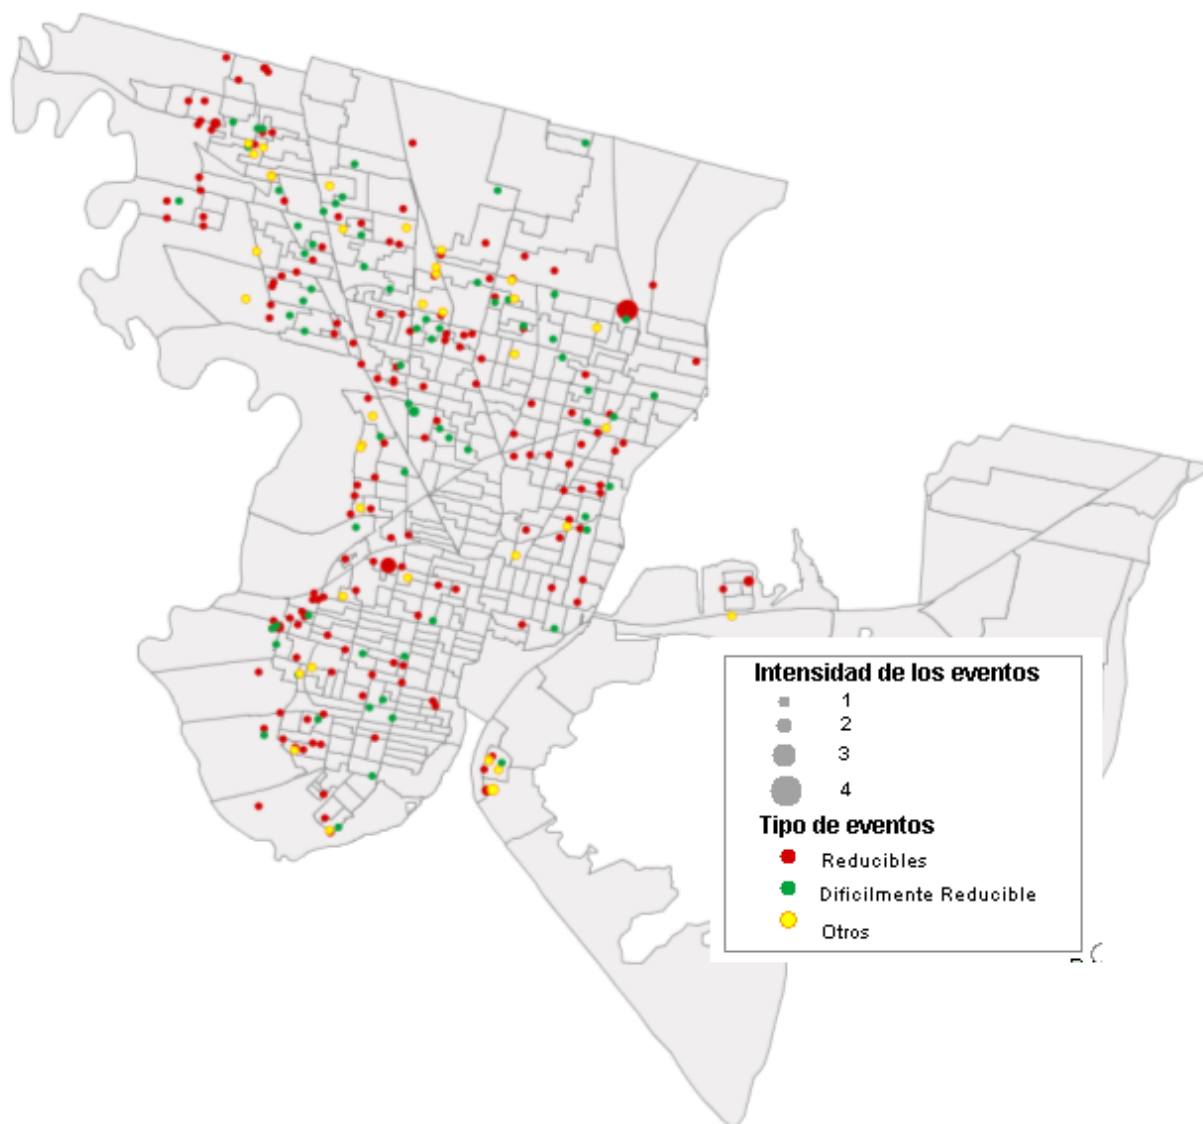 Intensidad de los eventos
1
2
3
4
Tipo de eventos
Reducibles
Dificilmente Reducible
Otros